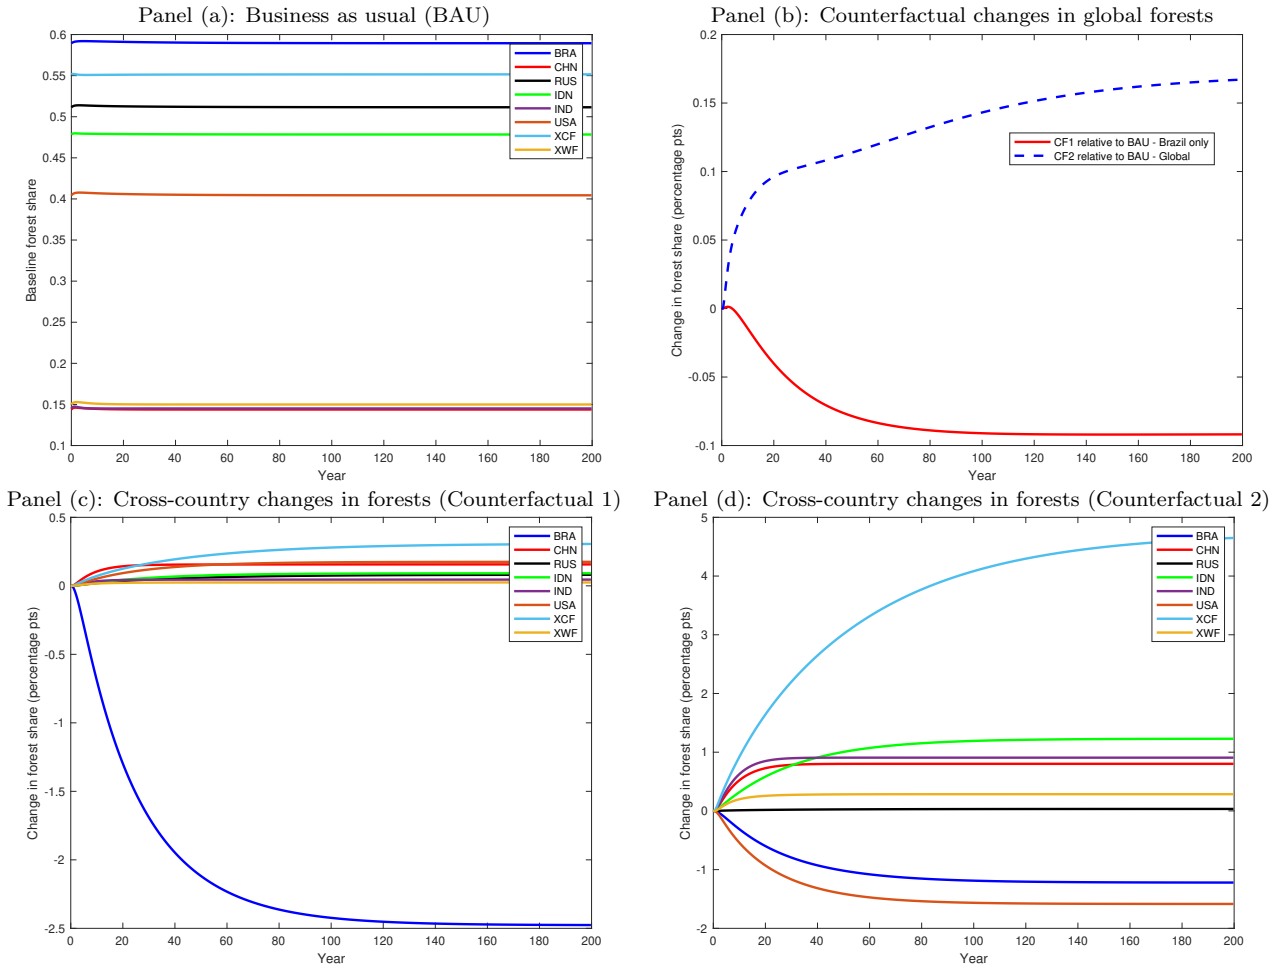 Panel (a): Business as usual (BAU)
0.6
0.55
0.5
0.45
0.4
0.35
0.3
0.25
0.2
0.15
0.1
Baseline forest share
BRA
CHN
RUS
IDN
IND
USA
XCF
XWF
0 20 40 60 80 100 120 140 160 180 200
Year
Panel (b): Counterfactual changes in global forests
0.2
0.15
0.1
0.05
0
-0.05
-0.1
Change in forest share (percentage pts)
CF1 relative to BAU - Brazil only
CF2 relative to BAU - Global
0 20 40 60 80 100 120 140 160 180 200
Year
Panel (c): Cross-country changes in forests (Counterfactual 1)
0.5
0
-0.5
-1
-1.5
-2
-2.5
Change in forest share (percentage pts)
BRA
CHN
RUS
IDN
IND
USA
XCF
XWF
0 20 40 60 80 100 120 140 160 180 200
Year
Panel (d): Cross-country changes in forests (Counterfactual 2)
5
4
3
2
1
0
-1
-2
Change in forest share (percentage pts)
BRA
CHN
RUS
IDN
IND
USA
XCF
XWF
0 20 40 60 80 100 120 140 160 180 200
Year